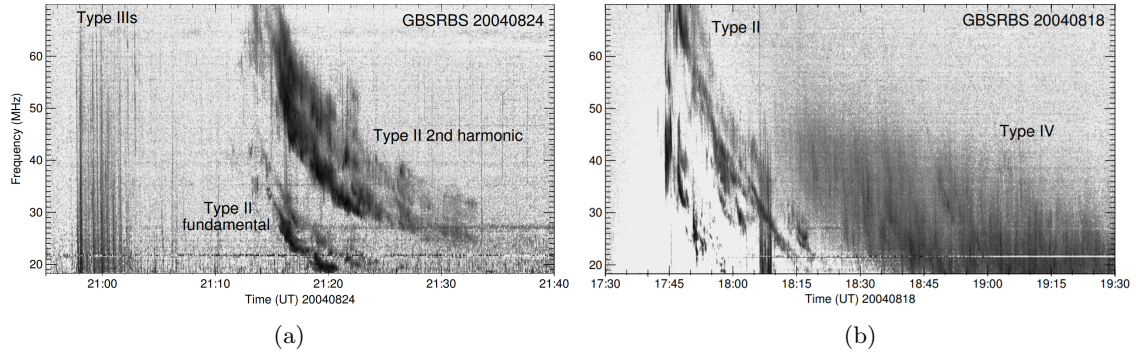 Type IIIs
GBSRBS 20040824
Type II 2nd harmonic
Type II
fundamental
Frequency (MHz)
60
50
40
30
20
21:00
21:10
21:20
21:30
21:40
Time (UT) 20040824
(a)
GBSRBS 20040818
Type II
Type IV
60
50
40
30
20
17:30
17:45
18:00
18:15
18:30
18:45
19:00
19:15
19:30
Time (UT) 20040818
(b)